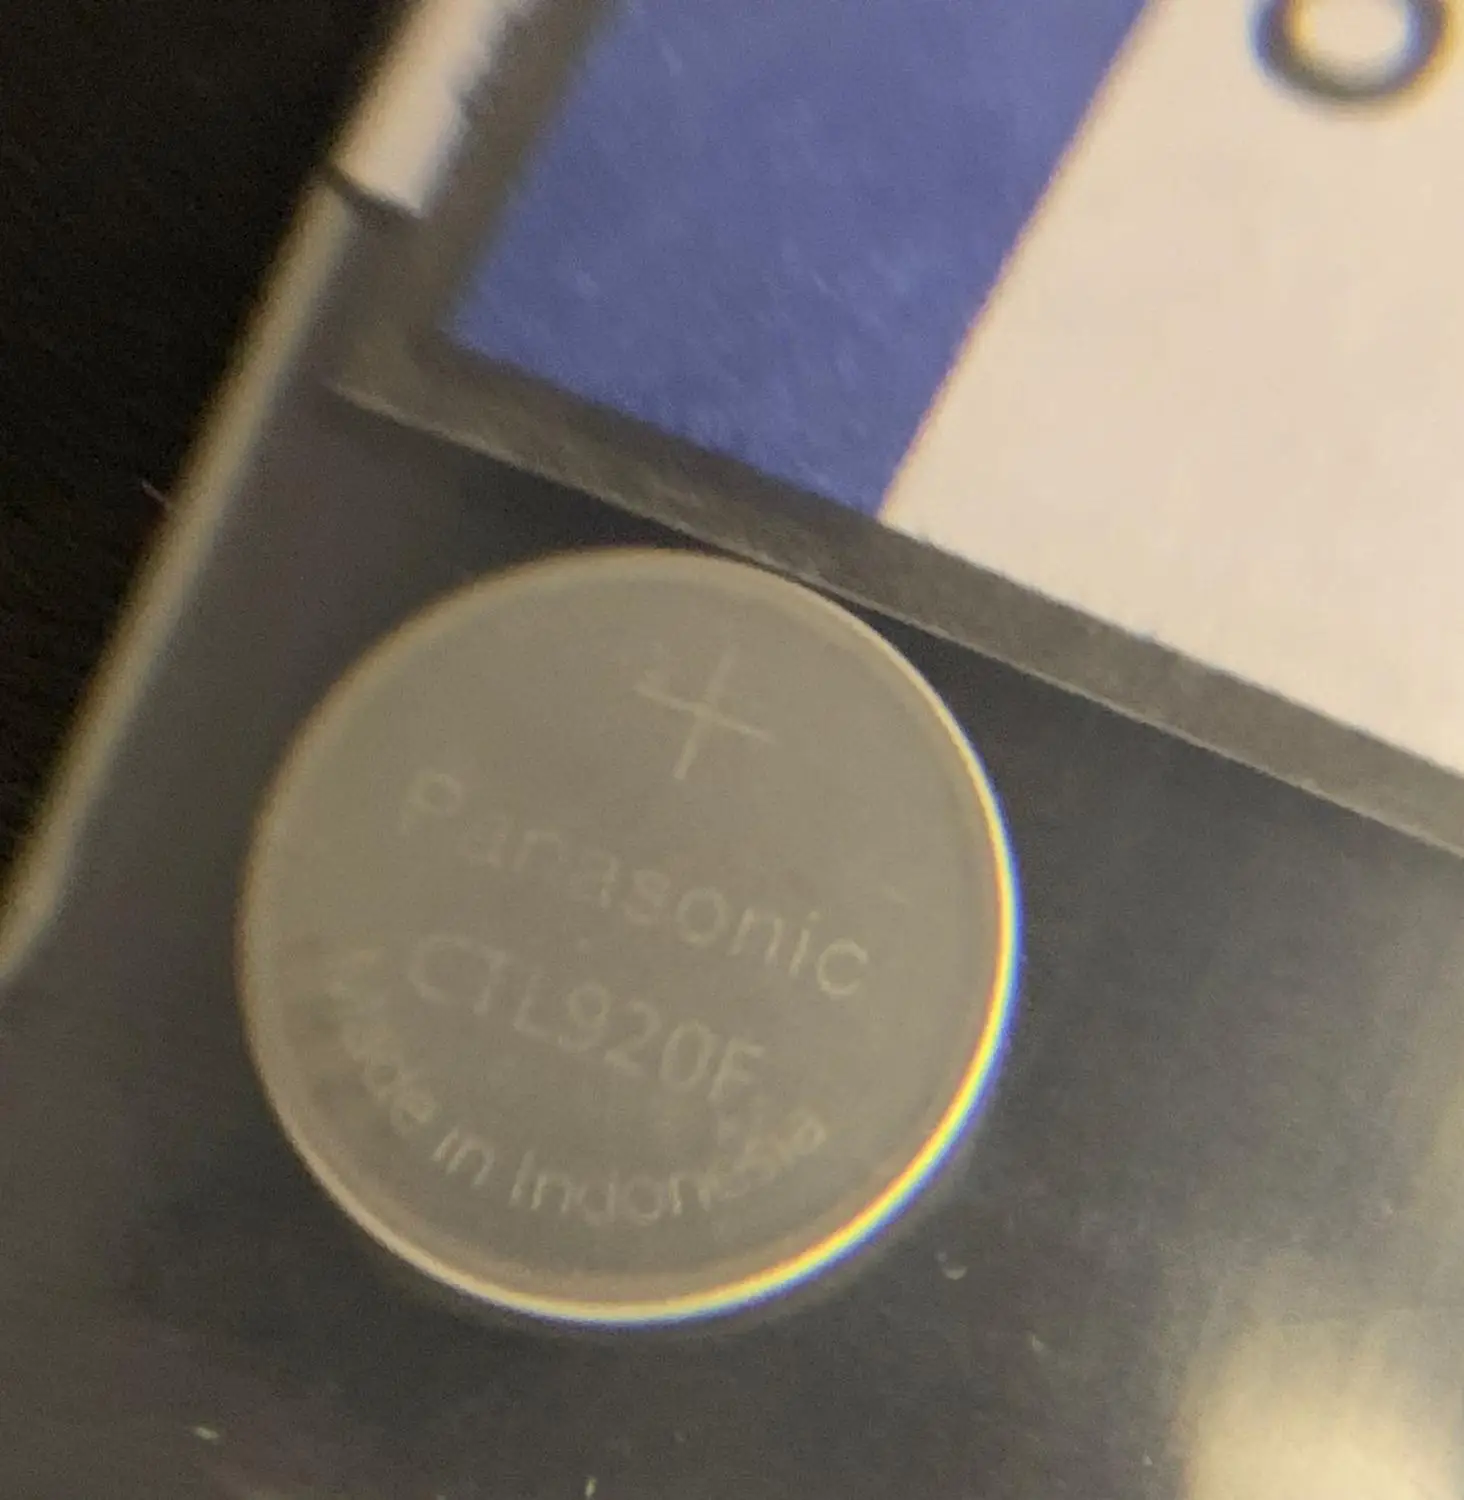 +
Panasonic
CTL920F
Made in Indonesia